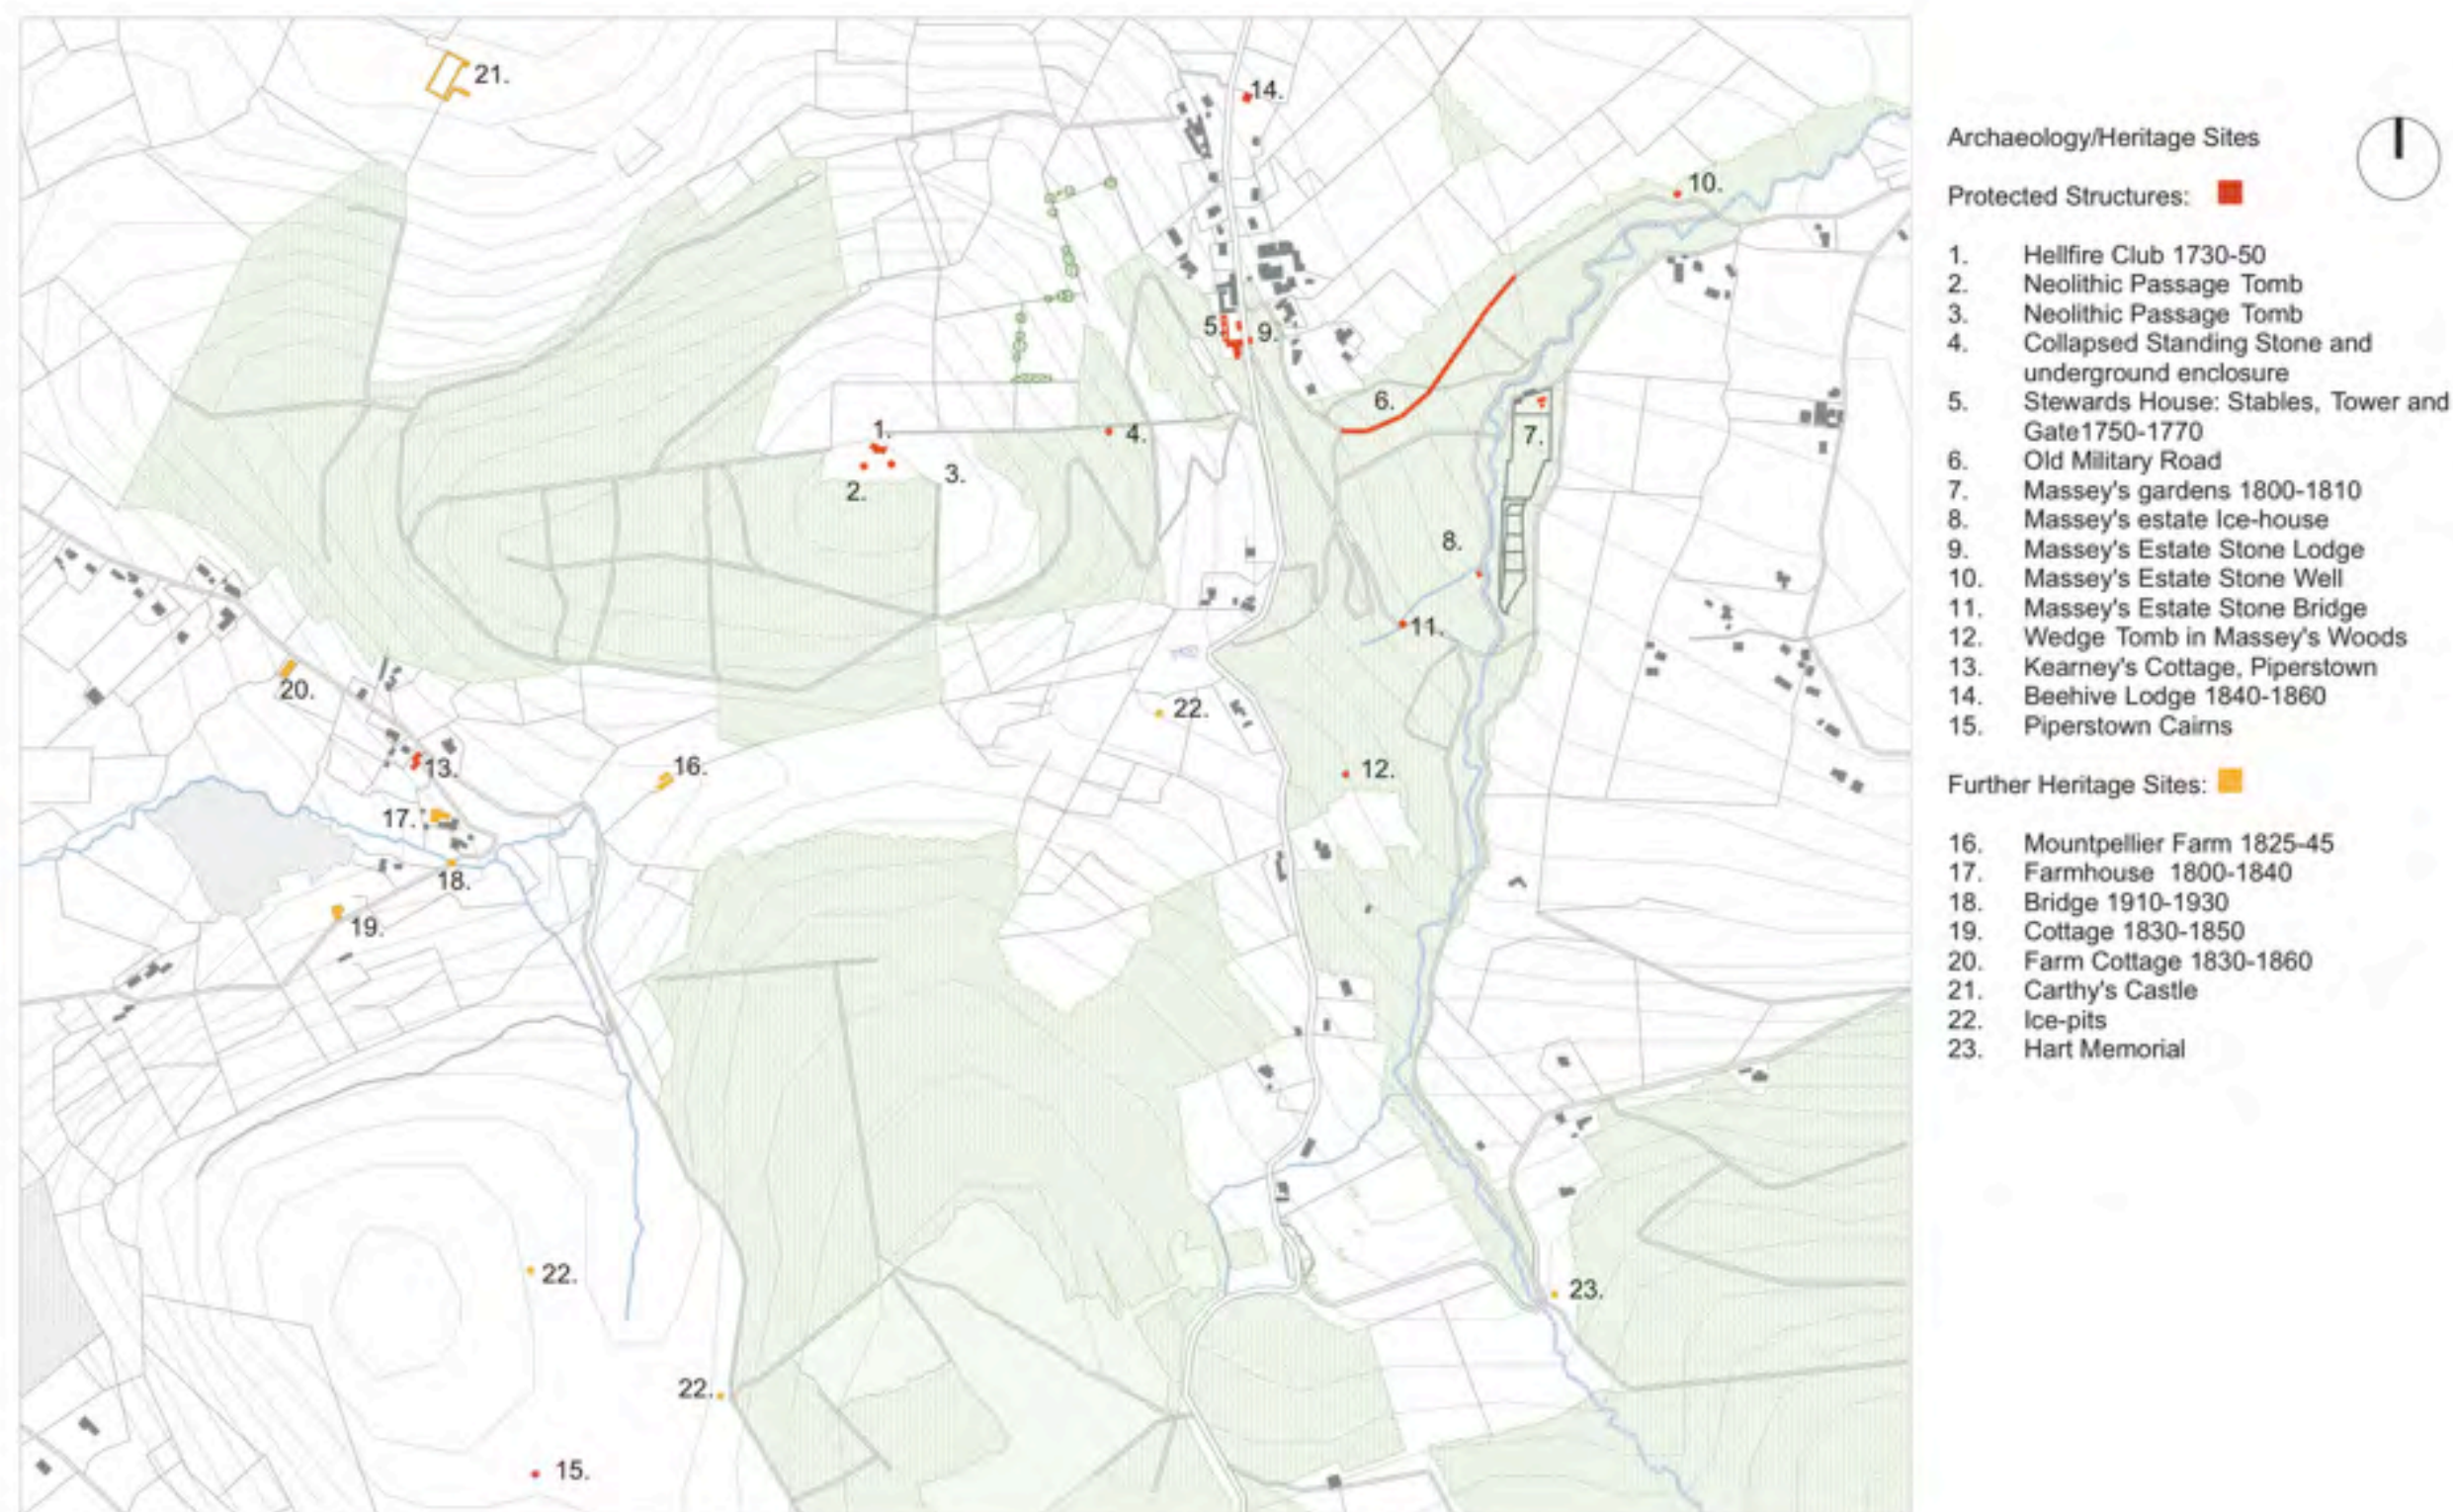 21.
14.
10.
5.
9.
6.
1.
4.
7.
3.
2.
8.
11.
20.
22.
13.
16.
12.
17.
18.
19.
22.
23.
22.
15.
Archaeology/Heritage Sites
Protected Structures:
1. Hellfire Club 1730-50
2. Neolithic Passage Tomb
3. Neolithic Passage Tomb
4. Collapsed Standing Stone and
underground enclosure
5. Stewards House: Stables, Tower and
Gate1750-1770
6. Old Military Road
7. Massey's gardens 1800-1810
8. Massey's estate Ice-house
9. Massey's Estate Stone Lodge
10. Massey's Estate Stone Well
11. Massey's Estate Stone Bridge
12. Wedge Tomb in Massey's Woods
13. Kearney's Cottage, Piperstown
14. Beehive Lodge 1840-1860
15. Piperstown Cairns
Further Heritage Sites:
16. Mountpellier Farm 1825-45
17. Farmhouse 1800-1840
18. Bridge 1910-1930
19. Cottage 1830-1850
20. Farm Cottage 1830-1860
21. Carthy's Castle
22. Ice-pits
23. Hart Memorial